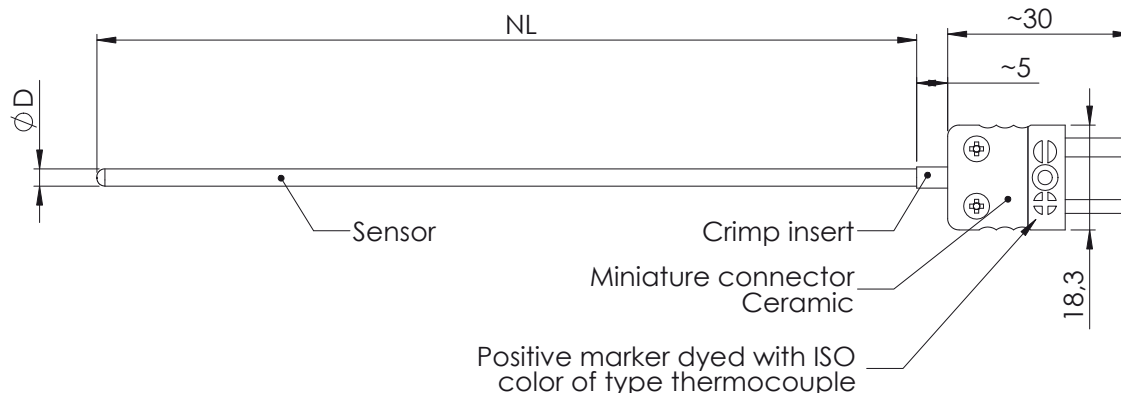 NL
~30
~5
ØD
Sensor
Crimp insert
Miniature connector
Ceramic
18,3
Positive marker dyed with ISO
color of type thermocouple